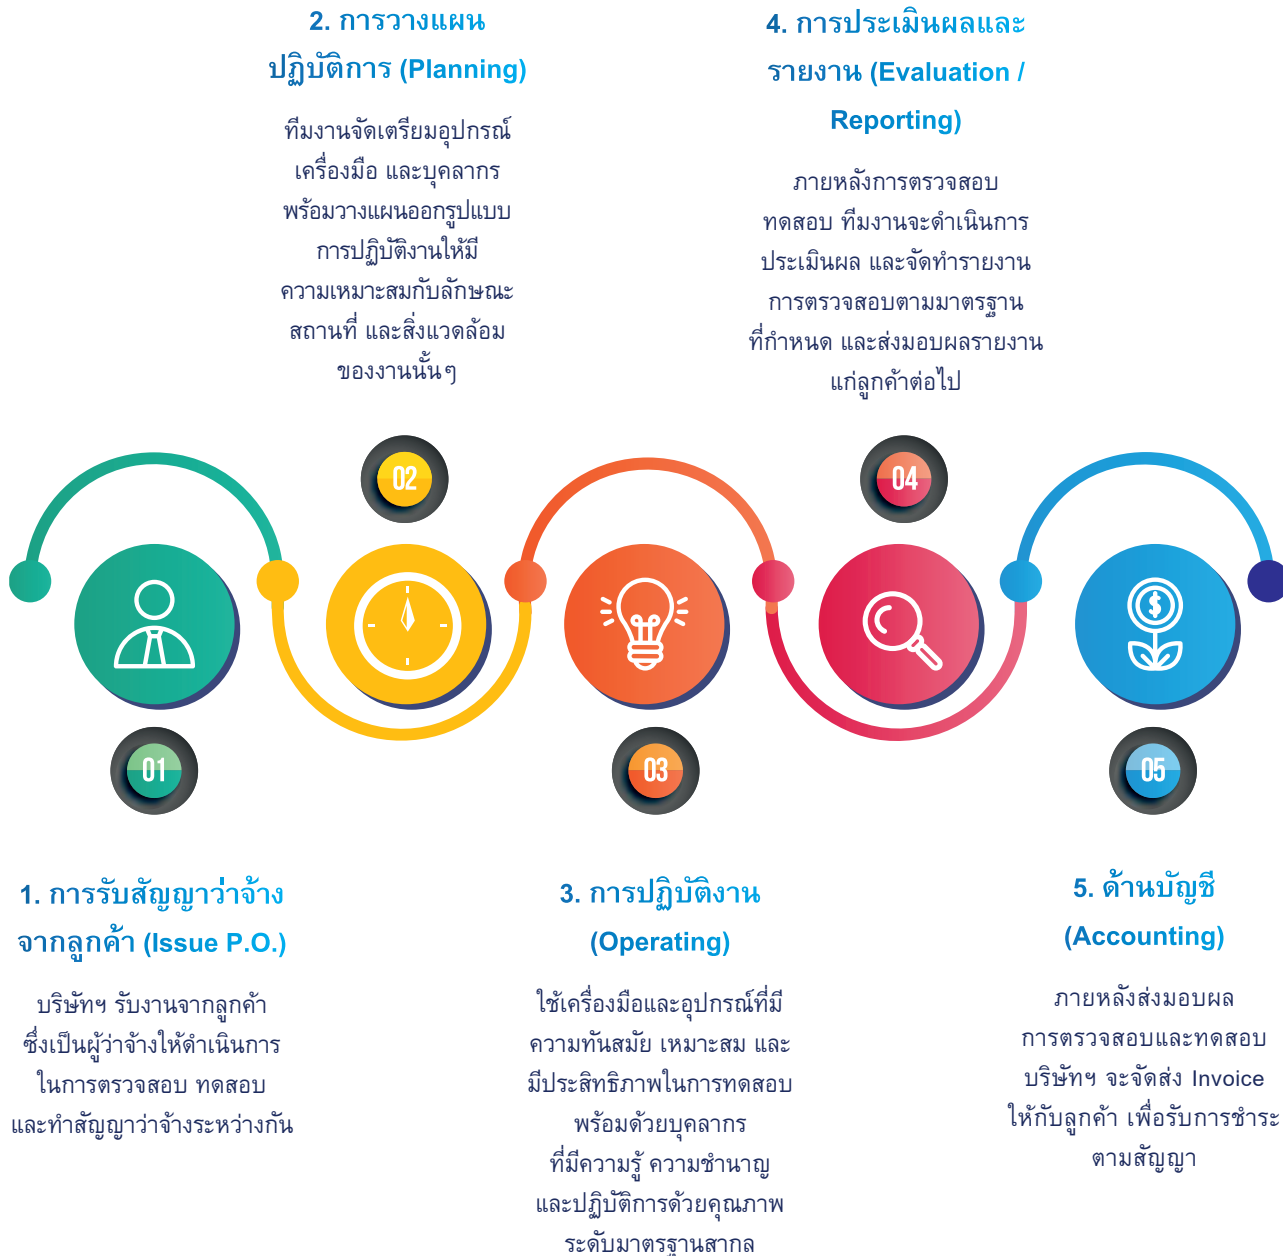 2. การวางแผน
ปฏิบัติการ (Planning)
ทีมงานจัดเตรียมอุปกรณ์
เครื่องมือ และบุคลากร
พร้อมวางแผนออกรูปแบบ
การปฏิบัติงานให้มี
ความเหมาะสมกับลักษณะ
สถานที่ และสิ่งแวดล้อม
ของงานนั้นๆ
4. การประเมินผลและ
รายงาน (Evaluation /
Reporting)
ภายหลังการตรวจสอบ
ทดสอบ ทีมงานจะดำเนินการ
ประเมินผล และจัดทำรายงาน
การตรวจสอบตามมาตรฐาน
ที่กำหนด และส่งมอบผลรายงาน
แก่ลูกค้าต่อไป
02
04
01
03
05
1. การรับสัญญาว่าจ้าง
จากลูกค้า (Issue P.O.)
บริษัทฯ รับงานจากลูกค้า
ซึ่งเป็นผู้ว่าจ้างให้ดำเนินการ
ในการตรวจสอบ ทดสอบ
และทำสัญญาว่าจ้างระหว่างกัน
3. การปฏิบัติงาน
(Operating)
ใช้เครื่องมือและอุปกรณ์ที่มี
ความทันสมัย เหมาะสม และ
มีประสิทธิภาพในการทดสอบ
พร้อมด้วยบุคลากร
ที่มีความรู้ ความชำนาญ
และปฏิบัติการด้วยคุณภาพ
ระดับมาตรฐานสากล
5. ด้านบัญชี
(Accounting)
ภายหลังส่งมอบผล
การตรวจสอบและทดสอบ
บริษัทฯ จะจัดส่ง Invoice
ให้กับลูกค้า เพื่อรับการชำระ
ตามสัญญา